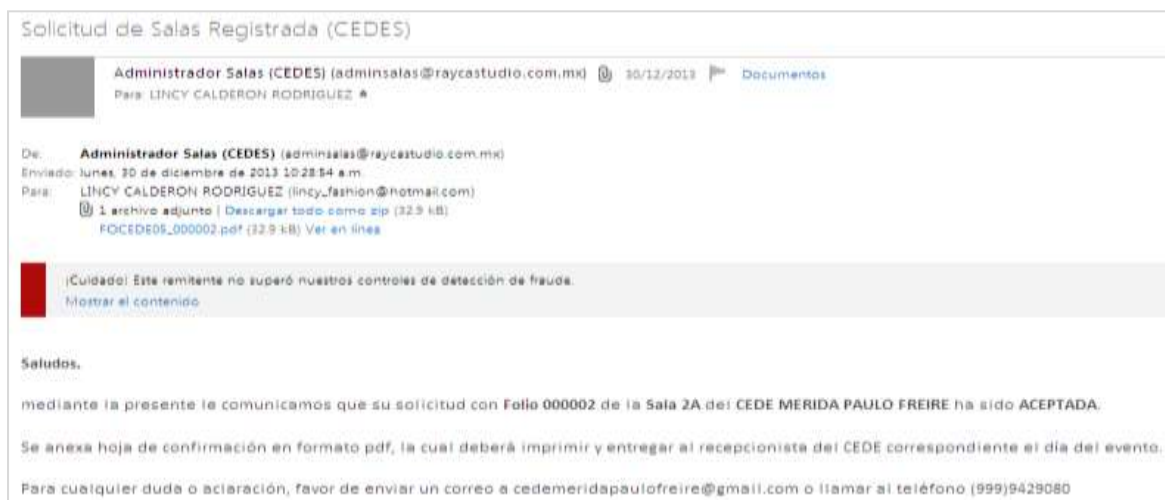 Solicitud de Salas Registrada (CEDES)
Administrador Salas (CEDES) (adminsalas@raycastudio.com.mx) 30/12/2013 Documentos
Para: LINCY CALDERON RODRIGUEZ
De: Administrador Salas (CEDES) (adminsalas@raycastudio.com.mx)
Enviado: lunes, 30 de diciembre de 2013 10:28:54 a.m.
Para: LINCY CALDERON RODRIGUEZ (lincy_fashion@hotmail.com)
1 archivo adjunto | Descargar todo como zip (32.9 kB)
FOCEDE05_000002.pdf (32.9 kB) Ver en línea
¡Cuidado! Este remitente no superó nuestros controles de detección de fraude.
Mostrar el contenido
Saludos.
mediante la presente le comunicamos que su solicitud con Folio 000002 de la Sala 2A del CEDE MERIDA PAULO FREIRE ha sido ACEPTADA.
Se anexa hoja de confirmación en formato pdf, la cual deberá imprimir y entregar al recepcionista del CEDE correspondiente el día del evento.
Para cualquier duda o aclaración, favor de enviar un correo a cedemeridapaulofreire@gmail.com o llamar al teléfono (999)9429080